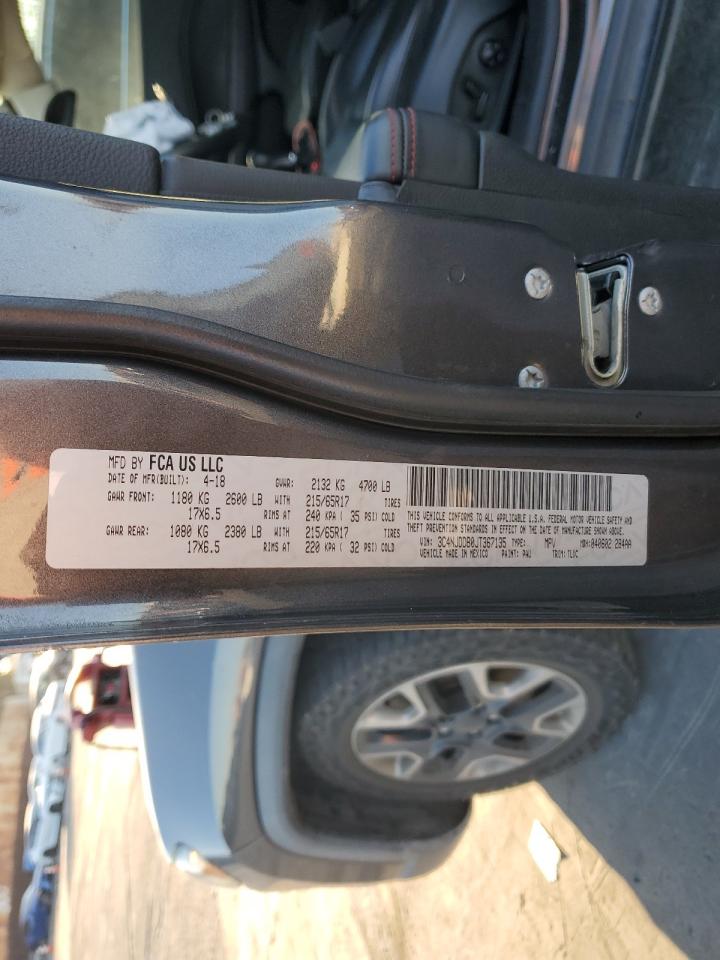 MFD BY FCA US LLC
DATE OF MFR(BUILT): 4-18 GVWR: 2132 KG 4700 LB
GAWR FRONT: 1180 KG 2600 LB WITH 215/65R17 TIRES
17X6.5 RIMS AT 240 KPA ( 35 PSI) COLD
GAWR REAR: 1080 KG 2380 LB WITH 215/65R17 TIRES
17X6.5 RIMS AT 220 KPA ( 32 PSI) COLD
THIS VEHICLE CONFORMS TO ALL APPLICABLE U.S.A. FEDERAL MOTOR VEHICLE SAFETY AND
THEFT PREVENTION STANDARDS IN EFFECT ON THE DATE OF MANUFACTURE SHOWN ABOVE.
VIN: 3C4NJDDB0JT367135 TYPE: MPV MDH: 040602 284AA
VEHICLE MADE IN MEXICO PAINT: PAU TRIM: TLVC